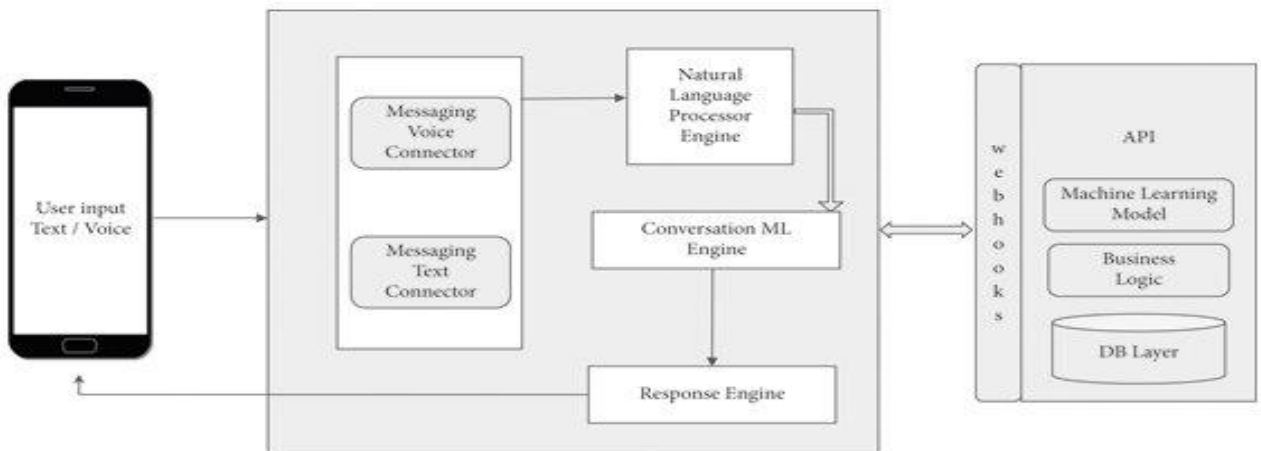 User input
Text / Voice
Messaging
Voice
Connector
Messaging
Text
Connector
Natural
Language
Processor
Engine
Conversation ML
Engine
Response Engine
webhooks
API
Machine Learning
Model
Business
Logic
DB Layer